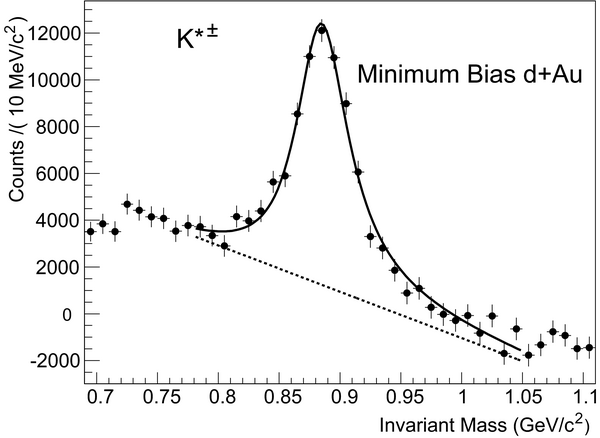 Counts /( 10 MeV/c²)
K*±
Minimum Bias d+Au
12000
10000
8000
6000
4000
2000
0
-2000
0.7 0.75 0.8 0.85 0.9 0.95 1 1.05 1.1
Invariant Mass (GeV/c²)